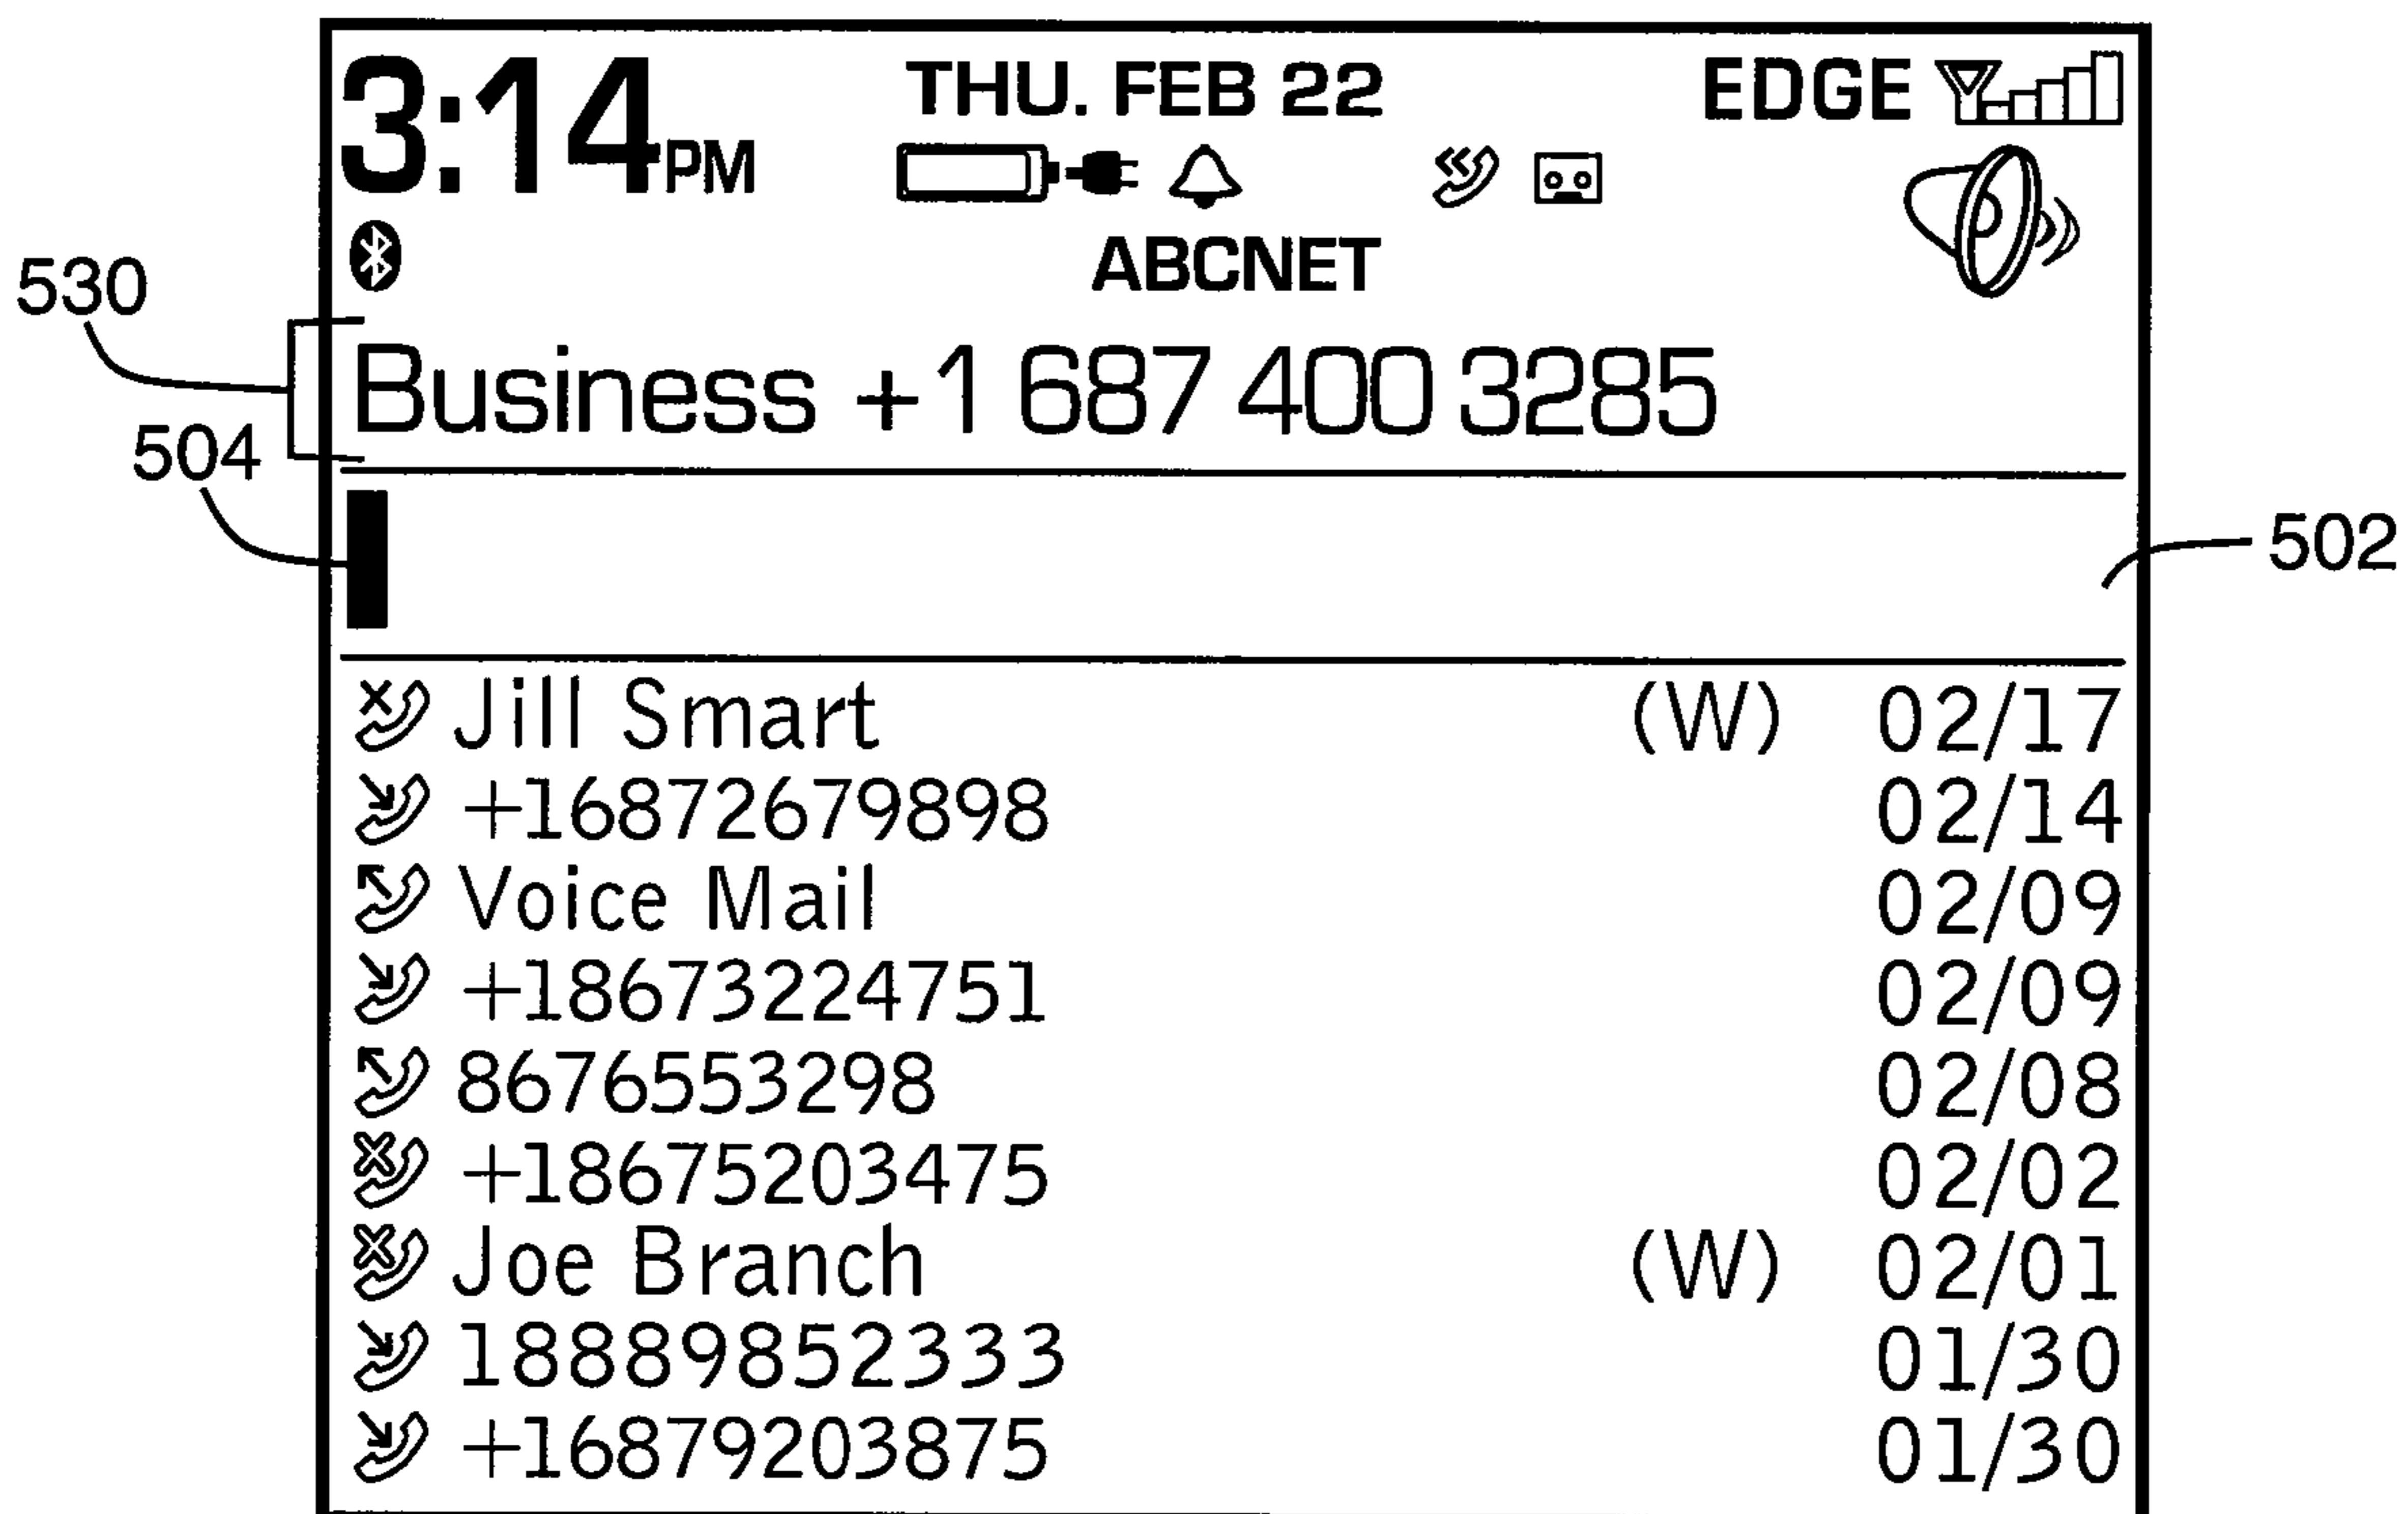 3:14PM THU. FEB 22 EDGE
ABCNET
530
Business +1 687 400 3285
504
502
Jill Smart (W) 02/17
+16872679898 02/14
Voice Mail 02/09
+18673224751 02/09
8676553298 02/08
+18675203475 02/02
Joe Branch (W) 02/01
18889852333 01/30
+16879203875 01/30